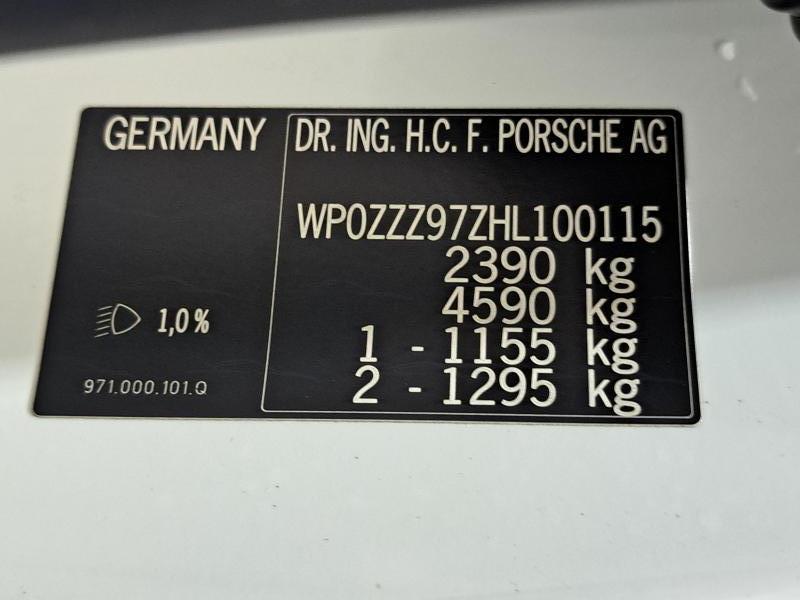 GERMANY
DR. ING. H.C. F. PORSCHE AG
WP0ZZZ97ZHL100115
2390 kg
4590 kg
1 - 1155 kg
2 - 1295 kg
1,0%
971.000.101.Q